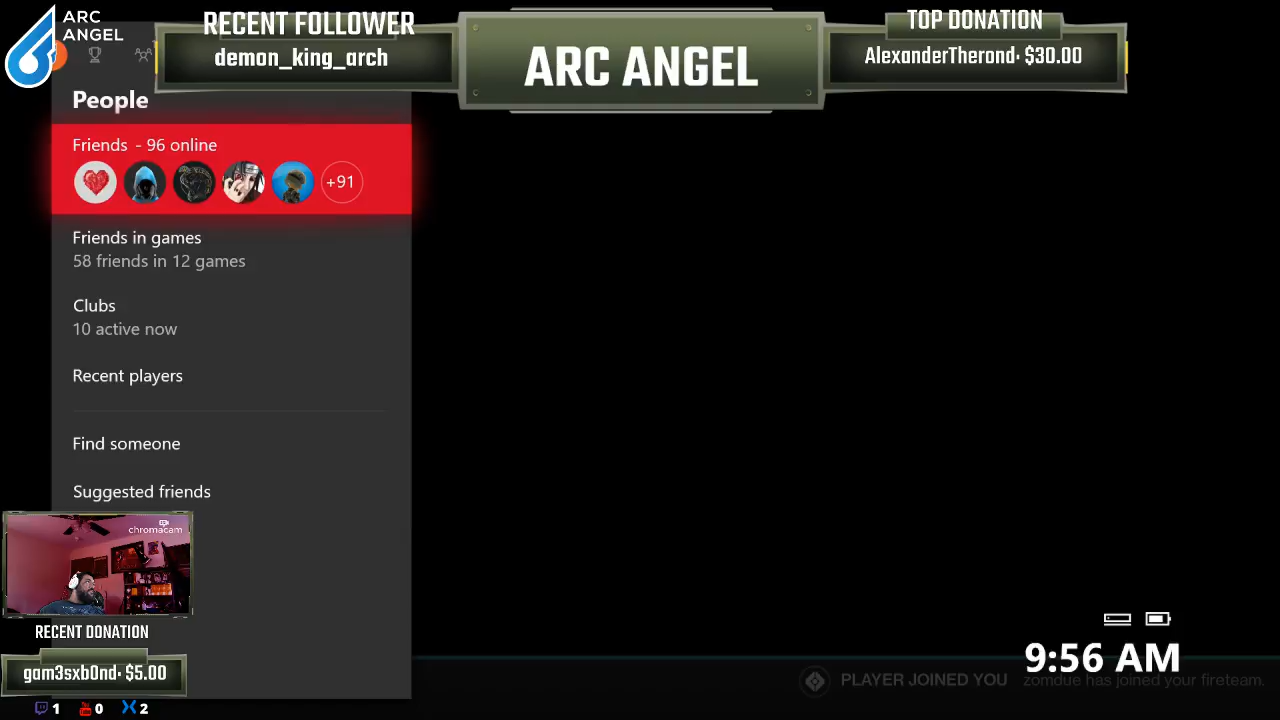 ARC
ANGEL
RECENT FOLLOWER
demon_king_arch
ARC ANGEL
TOP DONATION
AlexanderTherond: $30.00
People
Friends - 96 online
+91
Friends in games
58 friends in 12 games
Clubs
10 active now
Recent players
Find someone
Suggested friends
chromacam
RECENT DONATION
gam3sxb0nd: $5.00
1 0 2
9:56 AM
PLAYER JOINED YOU zomdue has joined your fireteam.